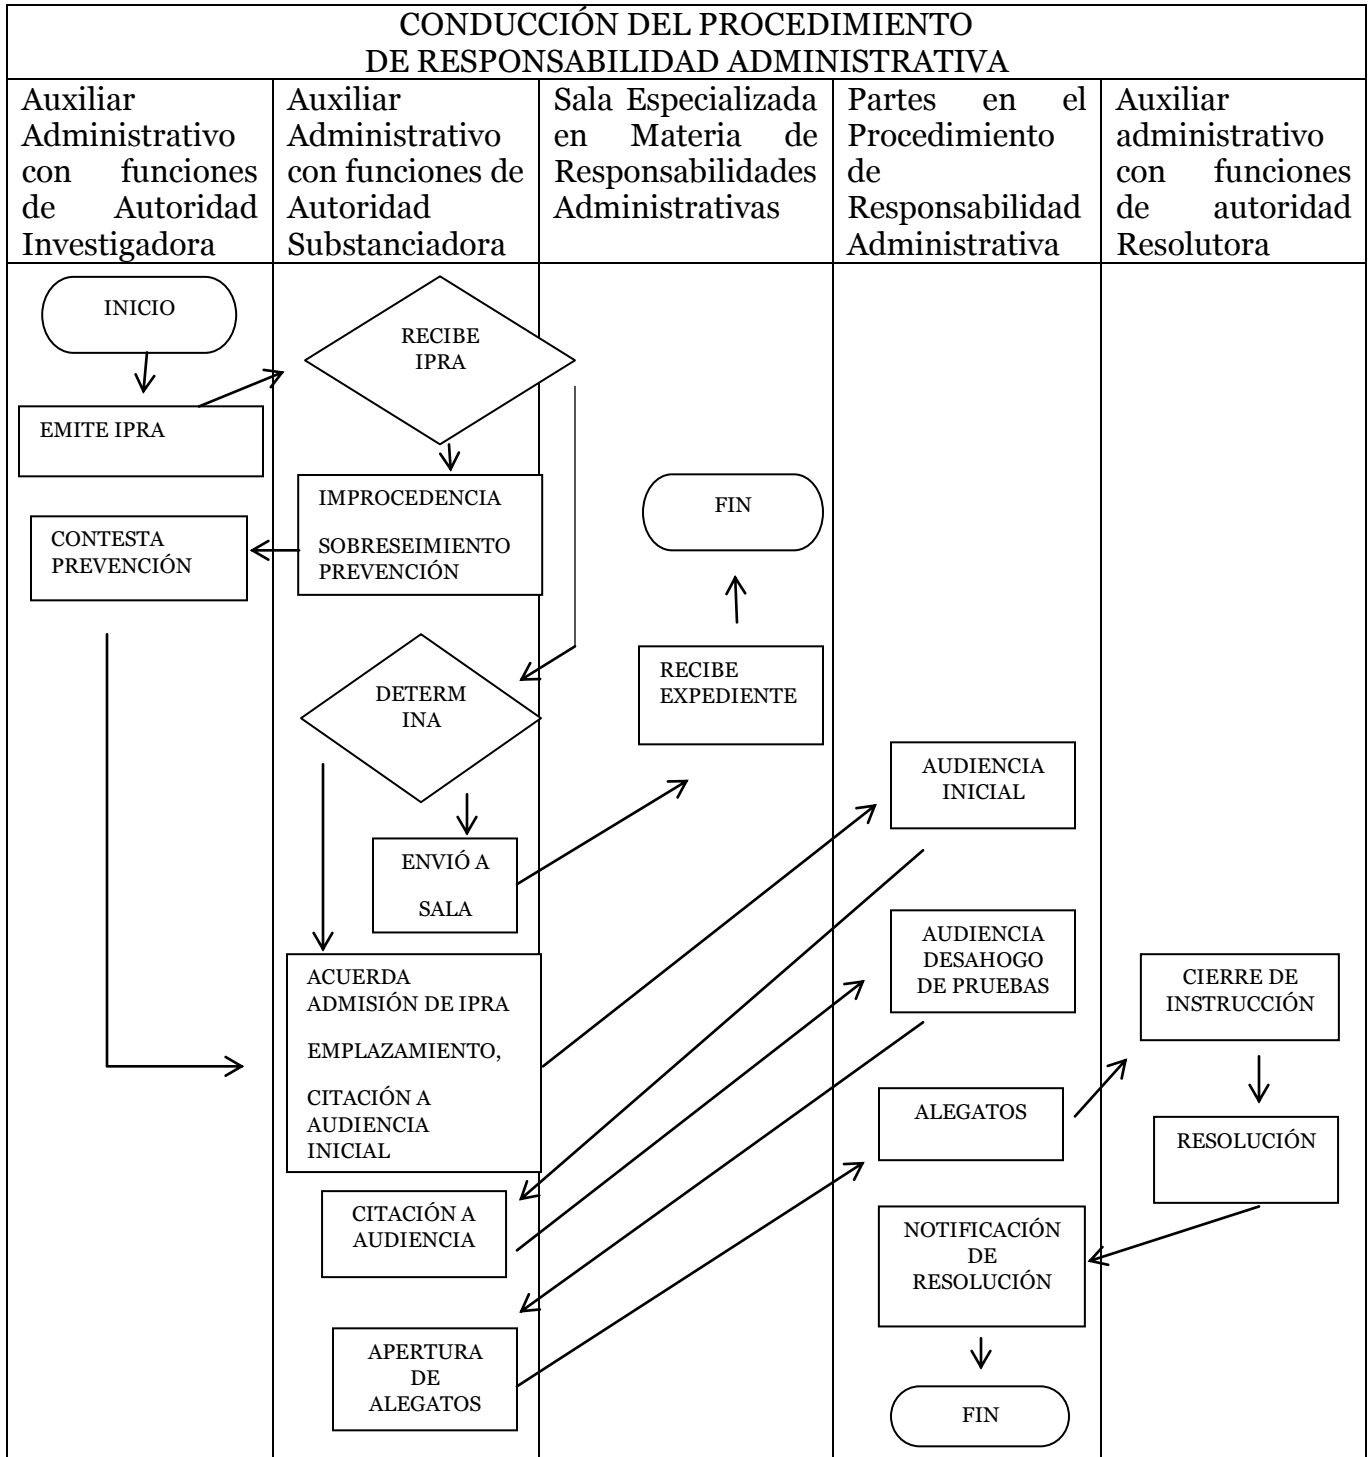 CONDUCCIÓN DEL PROCEDIMIENTO
DE RESPONSABILIDAD ADMINISTRATIVA
Auxiliar
Administrativo
con funciones
de Autoridad
Investigadora
Auxiliar
Administrativo
con funciones de
Autoridad
Substanciadora
Sala Especializada
en Materia de
Responsabilidades
Administrativas
Partes en el
Procedimiento
de
Responsabilidad
Administrativa
Auxiliar
administrativo
con funciones
de autoridad
Resolutora
INICIO
EMITE IPRA
CONTESTA
PREVENCIÓN
RECIBE
IPRA
IMPROCEDENCIA
SOBRESEIMIENTO
PREVENCIÓN
DETERM
INA
ENVIÓ A
SALA
ACUERDA
ADMISIÓN DE IPRA
EMPLAZAMIENTO,
CITACIÓN A
AUDIENCIA
INICIAL
CITACIÓN A
AUDIENCIA
APERTURA
DE
ALEGATOS
FIN
RECIBE
EXPEDIENTE
AUDIENCIA
INICIAL
AUDIENCIA
DESAHOGO
DE PRUEBAS
ALEGATOS
NOTIFICACIÓN
DE
RESOLUCIÓN
FIN
CIERRE DE
INSTRUCCIÓN
RESOLUCIÓN